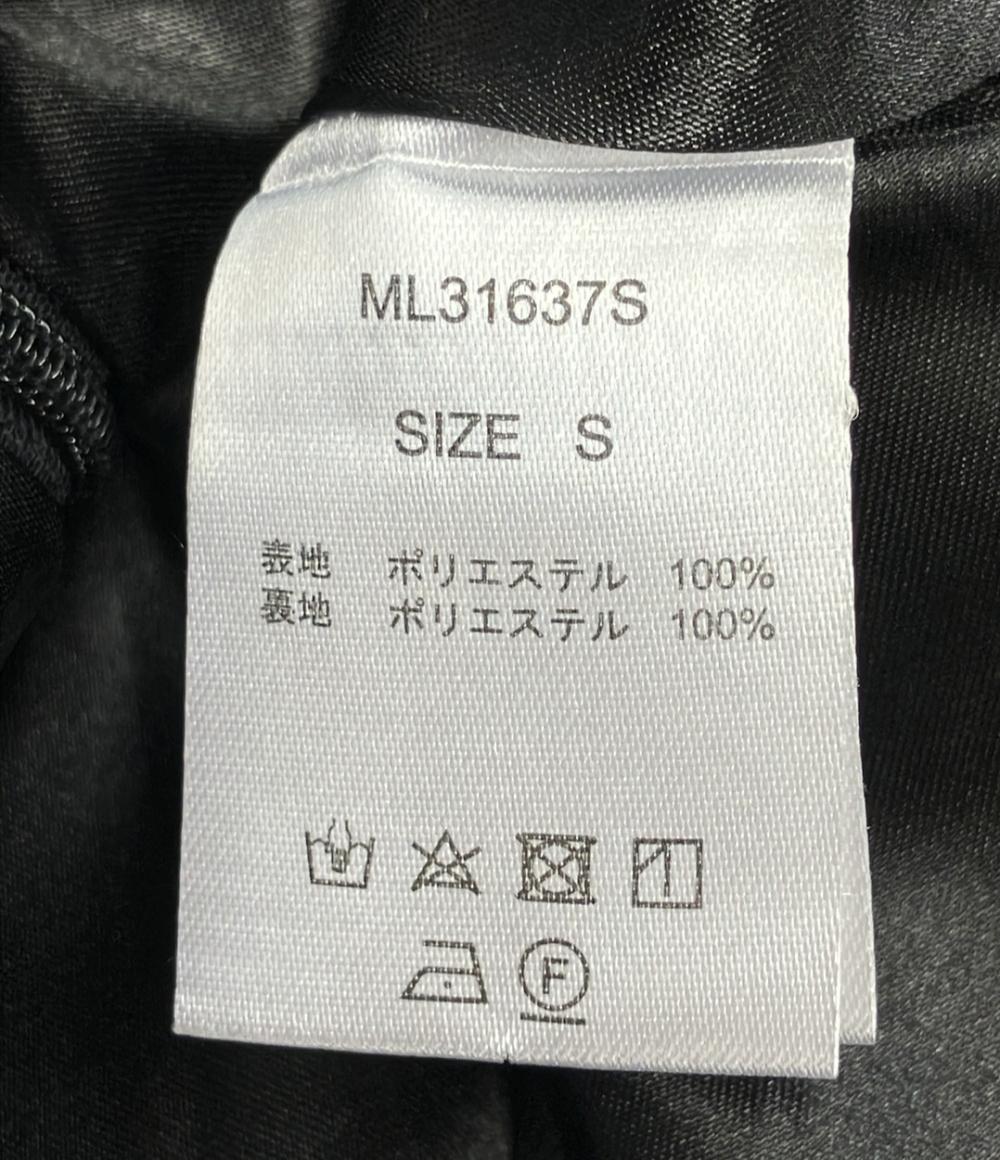 ML31637S
SIZE S
表地 ポリエステル 100%
裏地 ポリエステル 100%
F